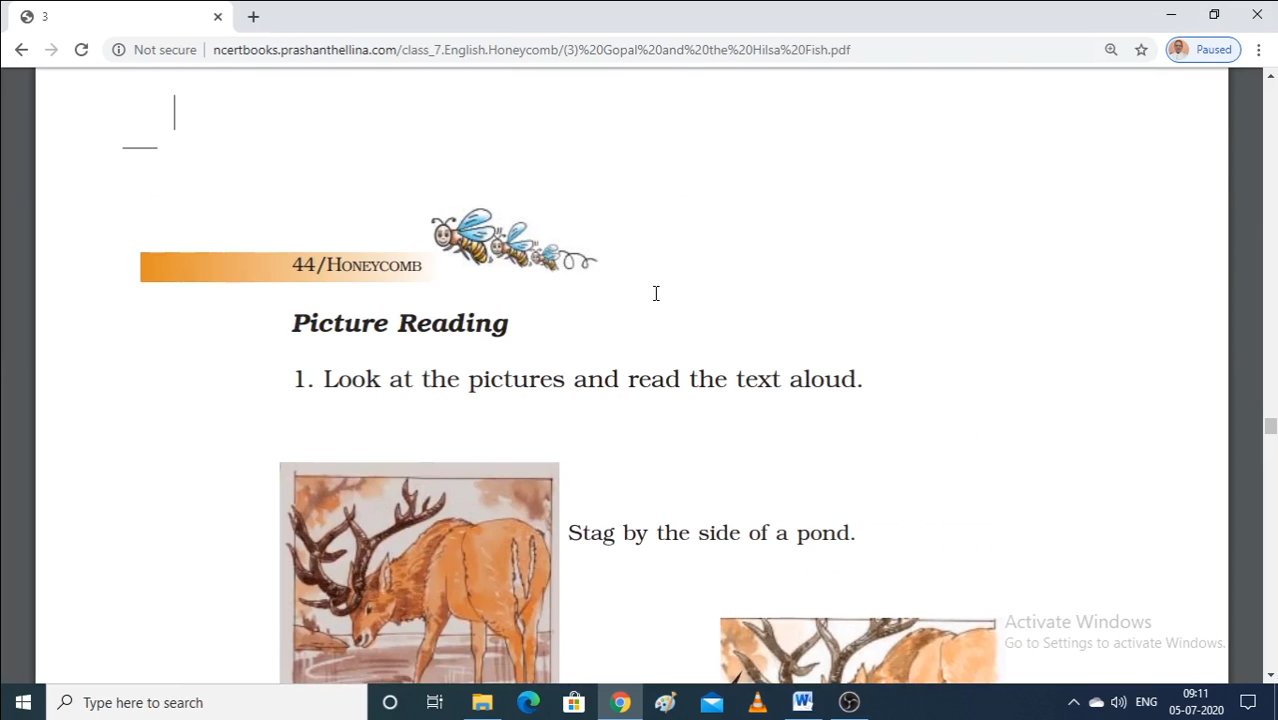 3
Not secure
ncertbooks.prashanthellina.com/class_7.English.Honeycomb/(3)%20Gopal%20and%20the%20Hilsa%20Fish.pdf
Paused
44/HONEYCOMB
Picture Reading
1. Look at the pictures and read the text aloud.
Stag by the side of a pond.
Activate Windows
Go to Settings to activate Windows.
Type here to search
ENG
09:11
05-07-2020